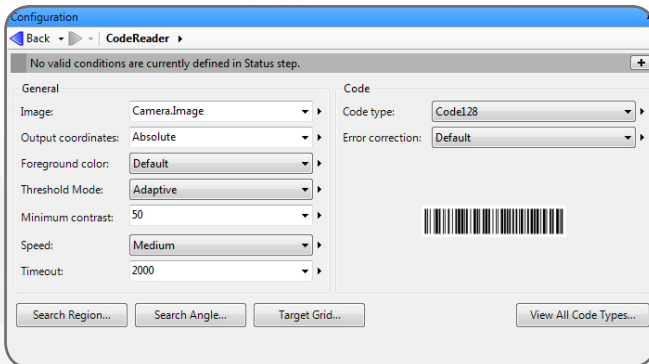 Configuration
Back CodeReader
No valid conditions are currently defined in Status step.
General
Image: Camera.Image
Output coordinates: Absolute
Foreground color: Default
Threshold Mode: Adaptive
Minimum contrast: 50
Speed: Medium
Timeout: 2000
Code
Code type: Code128
Error correction: Default
Search Region... Search Angle... Target Grid... View All Code Types...